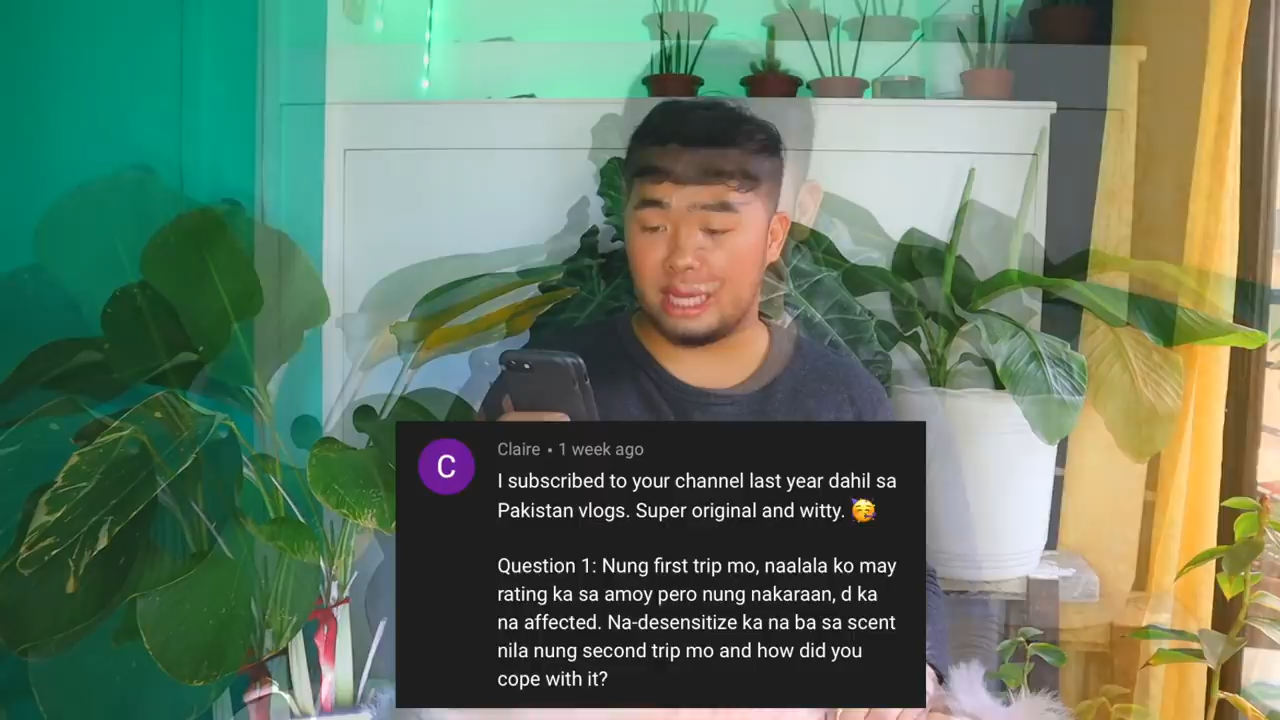 C
Claire • 1 week ago
I subscribed to your channel last year dahil sa
Pakistan vlogs. Super original and witty. 🥳
Question 1: Nung first trip mo, naalala ko may
rating ka sa amoy pero nung nakaraan, d ka
na affected. Na-desensitize ka na ba sa scent
nila nung second trip mo and how did you
cope with it?